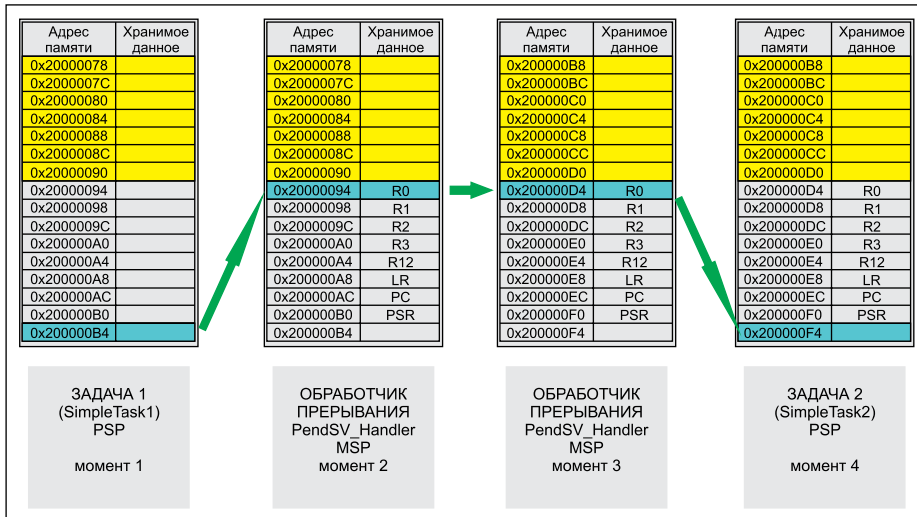 Адрес памяти Хранимое данное
0x20000078
0x2000007C
0x20000080
0x20000084
0x20000088
0x2000008C
0x20000090
0x20000094
0x20000098
0x2000009C
0x200000A0
0x200000A4
0x200000A8
0x200000AC
0x200000B0
0x200000B4
ЗАДАЧА 1
(SimpleTask1)
PSP
момент 1
Адрес памяти Хранимое данное
0x20000078
0x2000007C
0x20000080
0x20000084
0x20000088
0x2000008C
0x20000090
0x20000094 R0
0x20000098 R1
0x2000009C R2
0x200000A0 R3
0x200000A4 R12
0x200000A8 LR
0x200000AC PC
0x200000B0 PSR
0x200000B4
ОБРАБОТЧИК
ПРЕРЫВАНИЯ
PendSV_Handler
MSP
момент 2
Адрес памяти Хранимое данное
0x200000B8
0x200000BC
0x200000C0
0x200000C4
0x200000C8
0x200000CC
0x200000D0
0x200000D4 R0
0x200000D8 R1
0x200000DC R2
0x200000E0 R3
0x200000E4 R12
0x200000E8 LR
0x200000EC PC
0x200000F0 PSR
0x200000F4
ОБРАБОТЧИК
ПРЕРЫВАНИЯ
PendSV_Handler
MSP
момент 3
Адрес памяти Хранимое данное
0x200000B8
0x200000BC
0x200000C0
0x200000C4
0x200000C8
0x200000CC
0x200000D0
0x200000D4 R0
0x200000D8 R1
0x200000DC R2
0x200000E0 R3
0x200000E4 R12
0x200000E8 LR
0x200000EC PC
0x200000F0 PSR
0x200000F4
ЗАДАЧА 2
(SimpleTask2)
PSP
момент 4